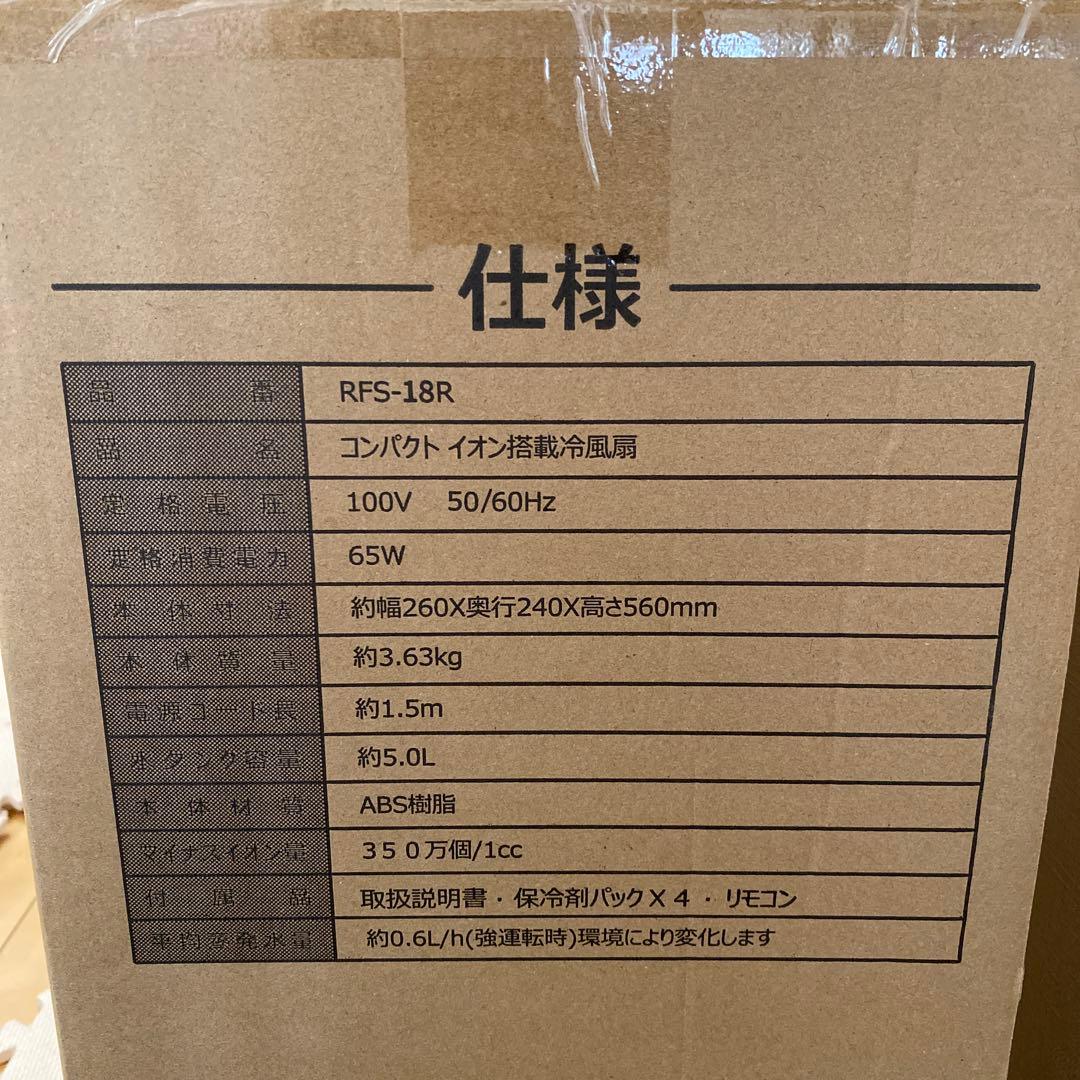 仕様
品番 RFS-18R
品名 コンパクト イオン搭載冷風扇
定格電圧 100V 50/60Hz
定格消費電力 65W
本体寸法 約幅260X奥行240X高さ560mm
本体質量 約3.63kg
電源コード長 約1.5m
水タンク容量 約5.0L
本体材質 ABS樹脂
マイナスイオン量 350万個/1cc
付属品 取扱説明書・保冷剤パックX4・リモコン
平均蒸発水量 約0.6L/h(強運転時)環境により変化します